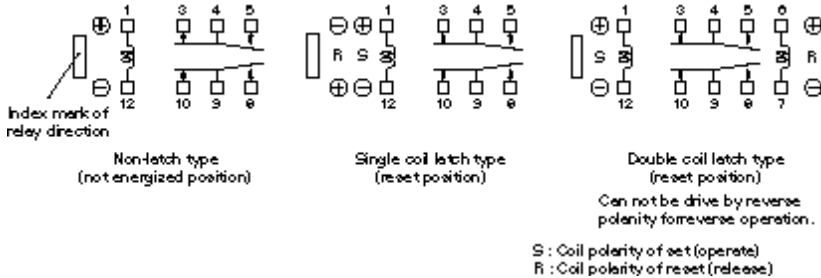 1 3 4 5 1 3 4 5 1 3 4 5 6
+ − + +
R S S R
− + − − −
12 10 9 8 12 10 9 8 12 10 9 8 7
Index mark of
relay direction
Non-latch type
(not energized position)
Single coil latch type
(reset position)
Double coil latch type
(reset position)
Can not be drive by reverse
polarity forreverse operation.
S : Coil polarity of set (operate)
R : Coil polarity of reset (release)